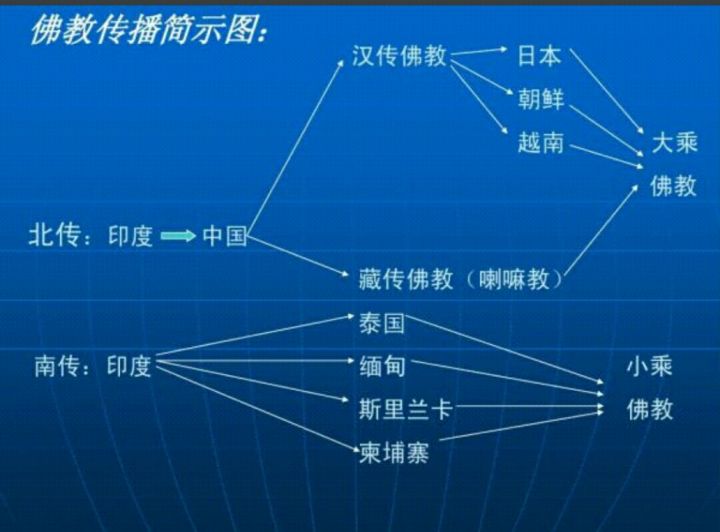 佛教传播简示图：
汉传佛教 日本
朝鲜
越南 大乘
佛教
北传：印度 中国
藏传佛教（喇嘛教）
泰国
南传：印度 缅甸 小乘
斯里兰卡 佛教
柬埔寨